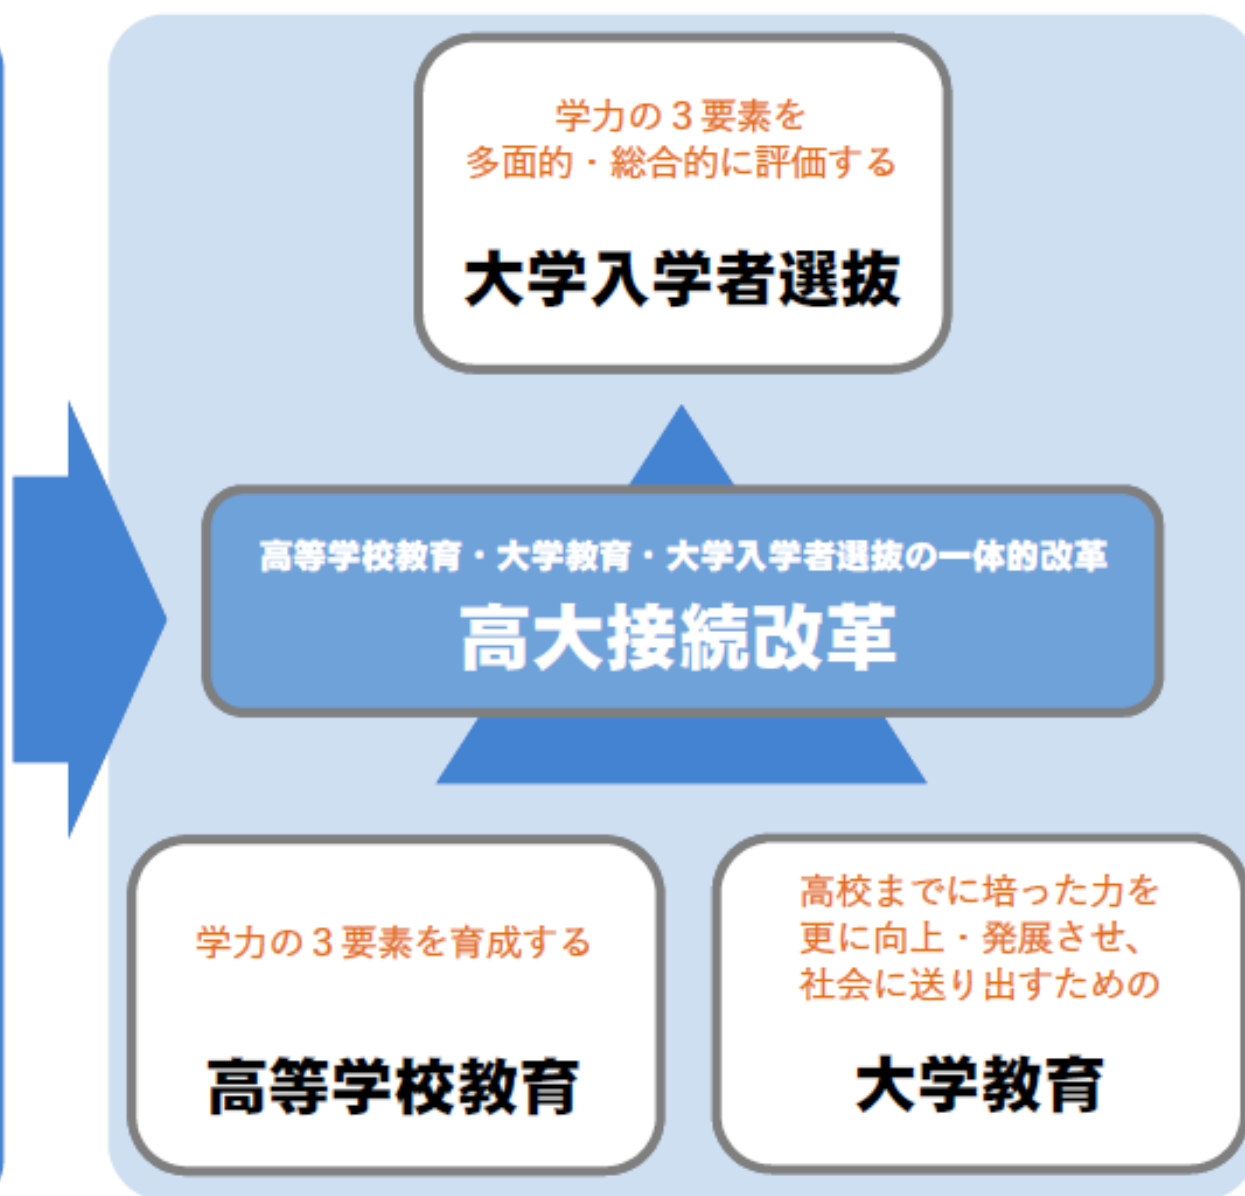 学力の３要素を
多面的・総合的に評価する
大学入学者選抜
高等学校教育・大学教育・大学入学者選抜の一体的改革
高大接続改革
学力の３要素を育成する
高等学校教育
高校までに培った力を
更に向上・発展させ、
社会に送り出すための
大学教育